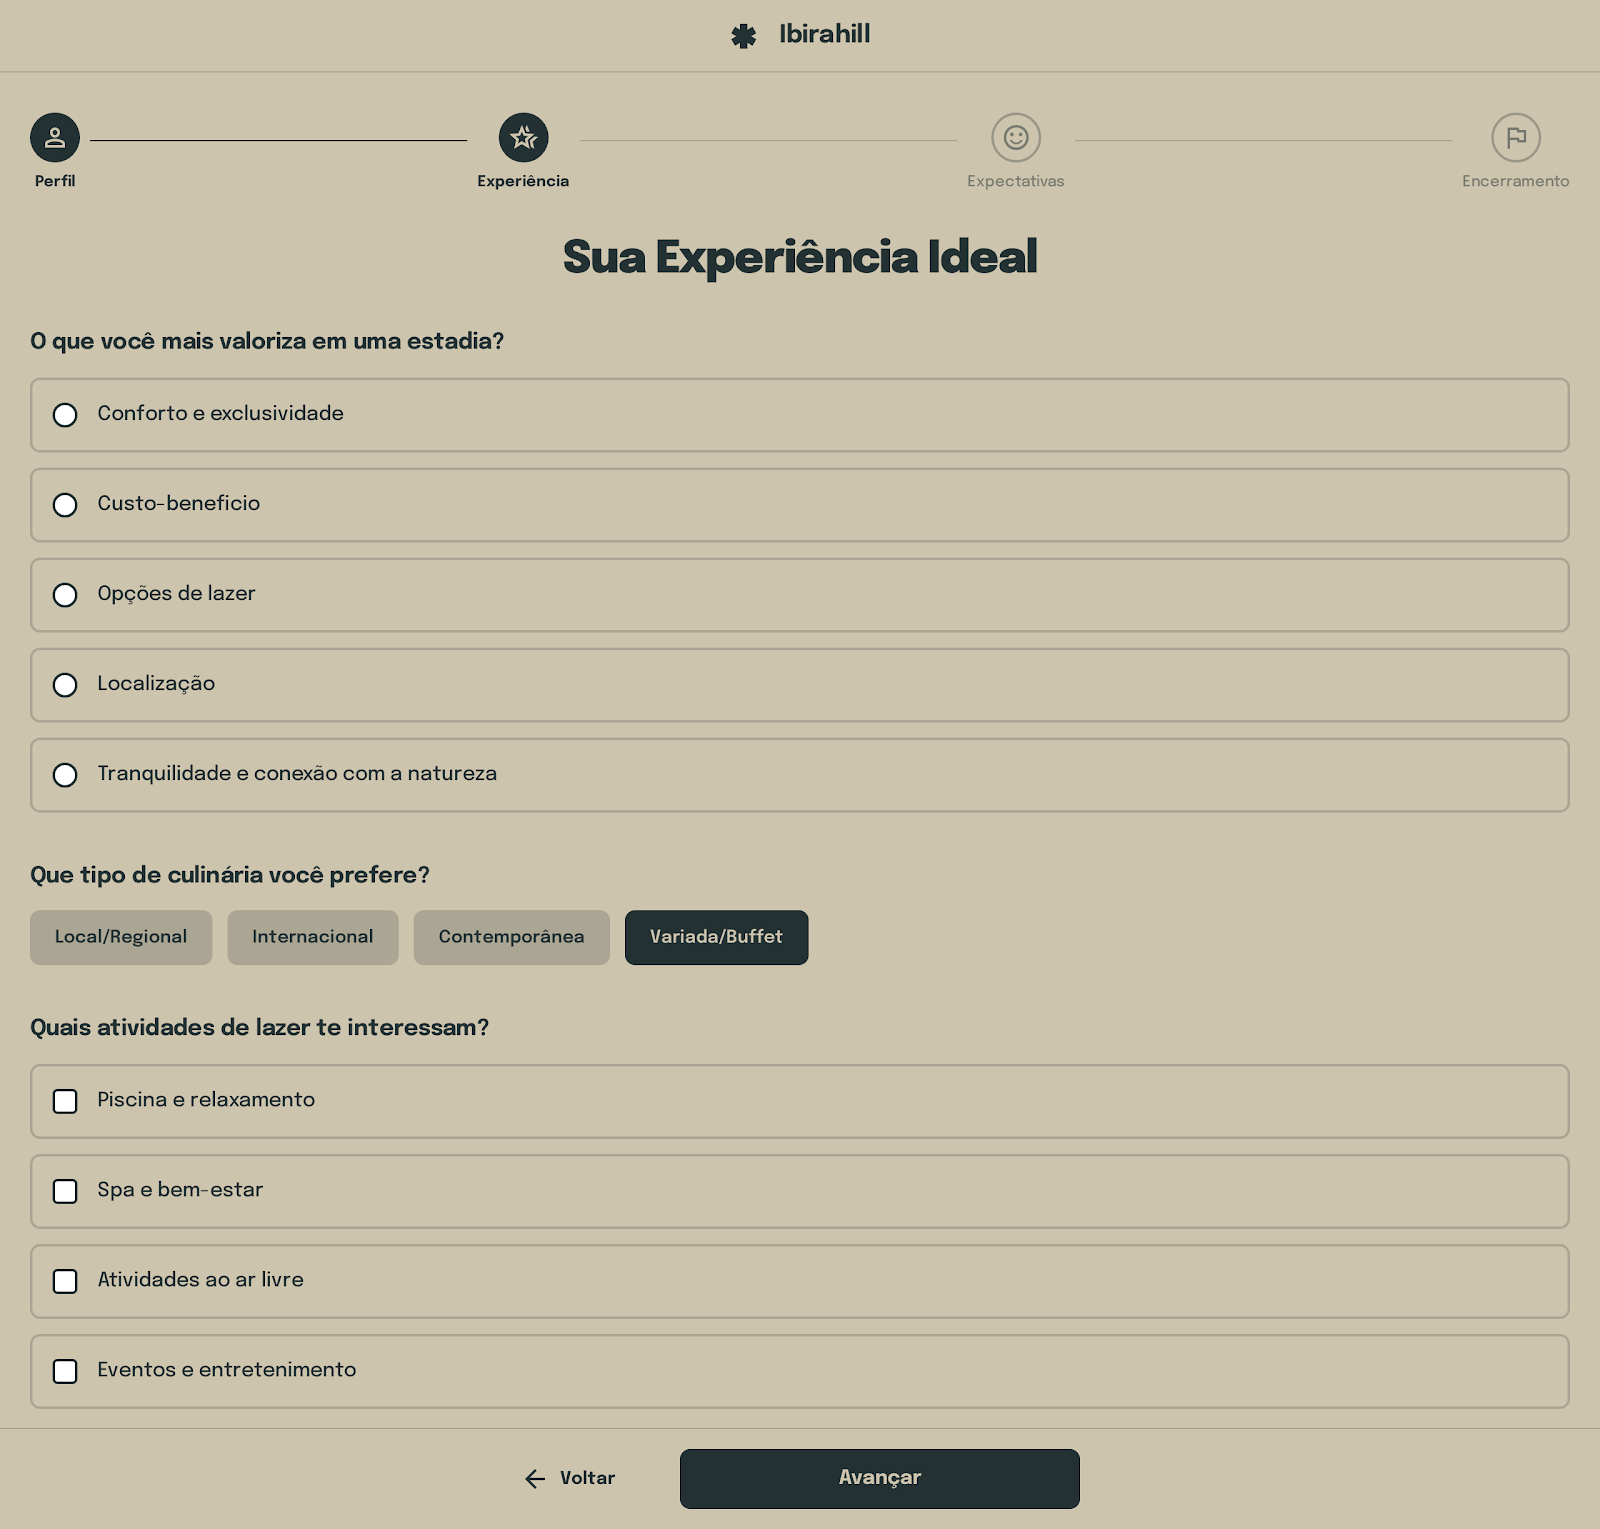 Ibirahill
Perfil
Experiência
Expectativas
Encerramento
Sua Experiência Ideal
O que você mais valoriza em uma estadia?
Conforto e exclusividade
Custo-beneficio
Opções de lazer
Localização
Tranquilidade e conexão com a natureza
Que tipo de culinária você prefere?
Local/Regional
Internacional
Contemporânea
Variada/Buffet
Quais atividades de lazer te interessam?
Piscina e relaxamento
Spa e bem-estar
Atividades ao ar livre
Eventos e entretenimento
Voltar
Avançar